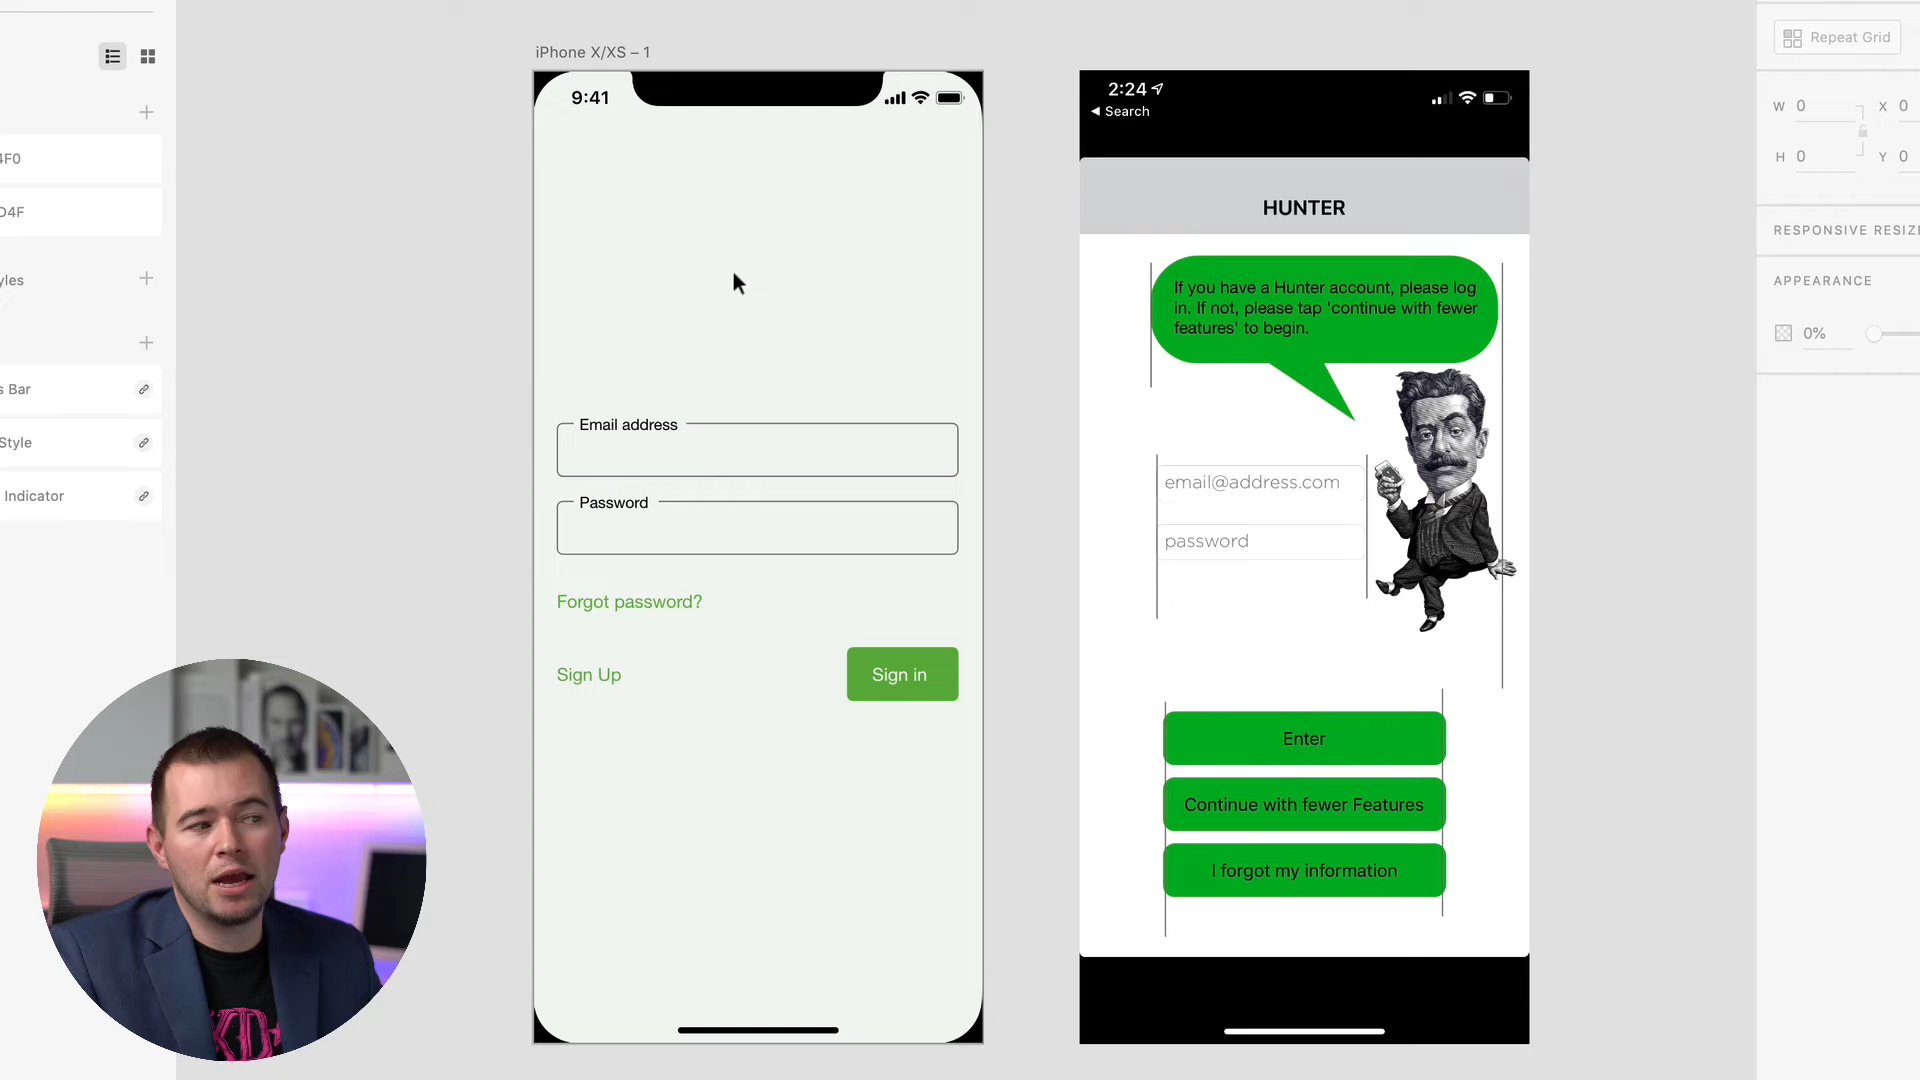 iPhone X/XS – 1
Repeat Grid
9:41
2:24
Search
W 0
X 0
H 0
Y 0
4F0
D4F
HUNTER
RESPONSIVE RESIZE
yles
APPEARANCE
0%
If you have a Hunter account, please log
in. If not, please tap 'continue with fewer
features' to begin.
s Bar
Style
Indicator
Email address
Password
email@address.com
password
Forgot password?
Sign Up
Sign in
Enter
Continue with fewer Features
I forgot my information